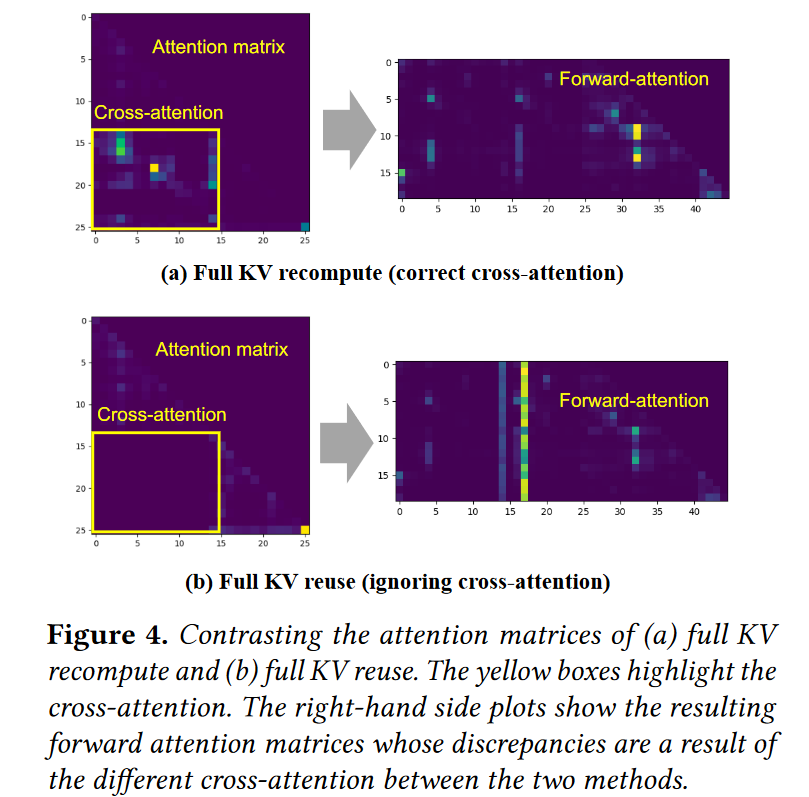 0
5
10
15
20
25
Attention matrix
Cross-attention
0 5 10 15 20 25
0
5
10
15
Forward-attention
0 5 10 15 20 25 30 35 40
(a) Full KV recompute (correct cross-attention)
0
5
10
15
20
25
Attention matrix
Cross-attention
0 5 10 15 20 25
0
5
10
15
Forward-attention
0 5 10 15 20 25 30 35 40
(b) Full KV reuse (ignoring cross-attention)
Figure 4. Contrasting the attention matrices of (a) full KV
recompute and (b) full KV reuse. The yellow boxes highlight the
cross-attention. The right-hand side plots show the resulting
forward attention matrices whose discrepancies are a result of
the different cross-attention between the two methods.